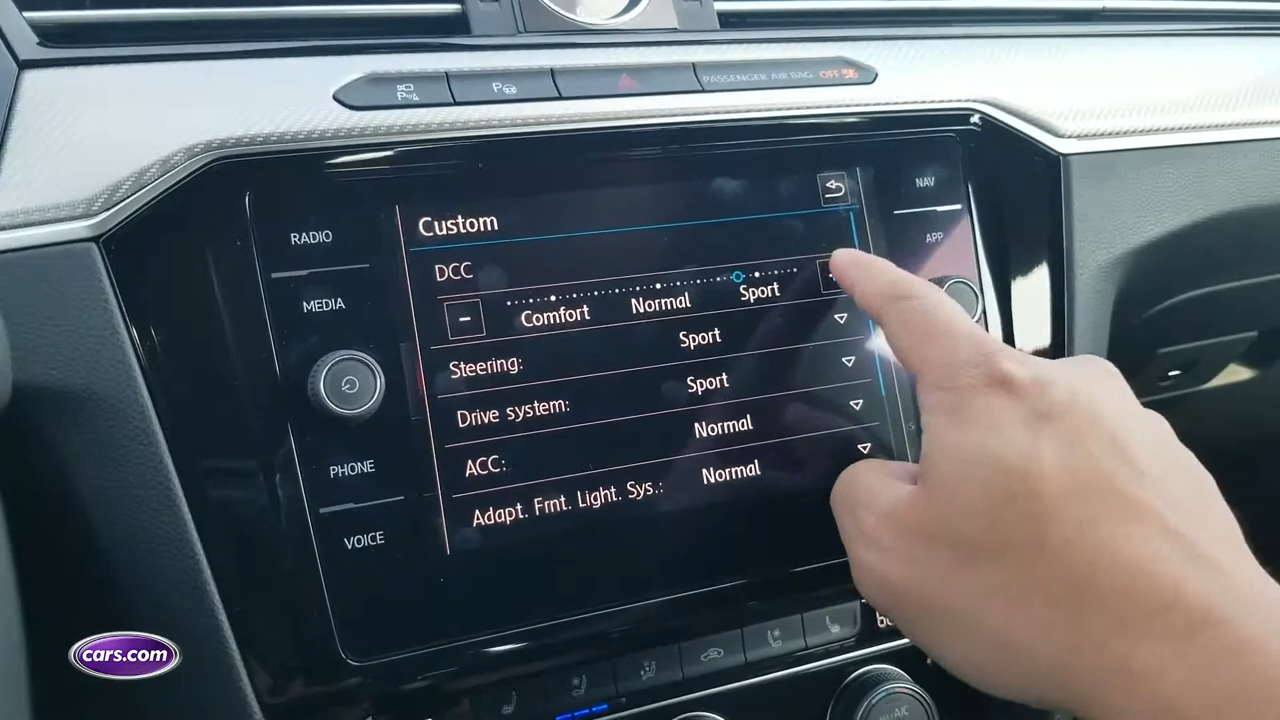 PASSENGER AIR BAG OFF
NAV
Custom
RADIO
APP
DCC
MEDIA
-
Comfort Normal Sport
Steering: Sport
Drive system: Sport
ACC: Normal
PHONE
Adapt. Frnt. Light. Sys.: Normal
VOICE
cars.com
A/C